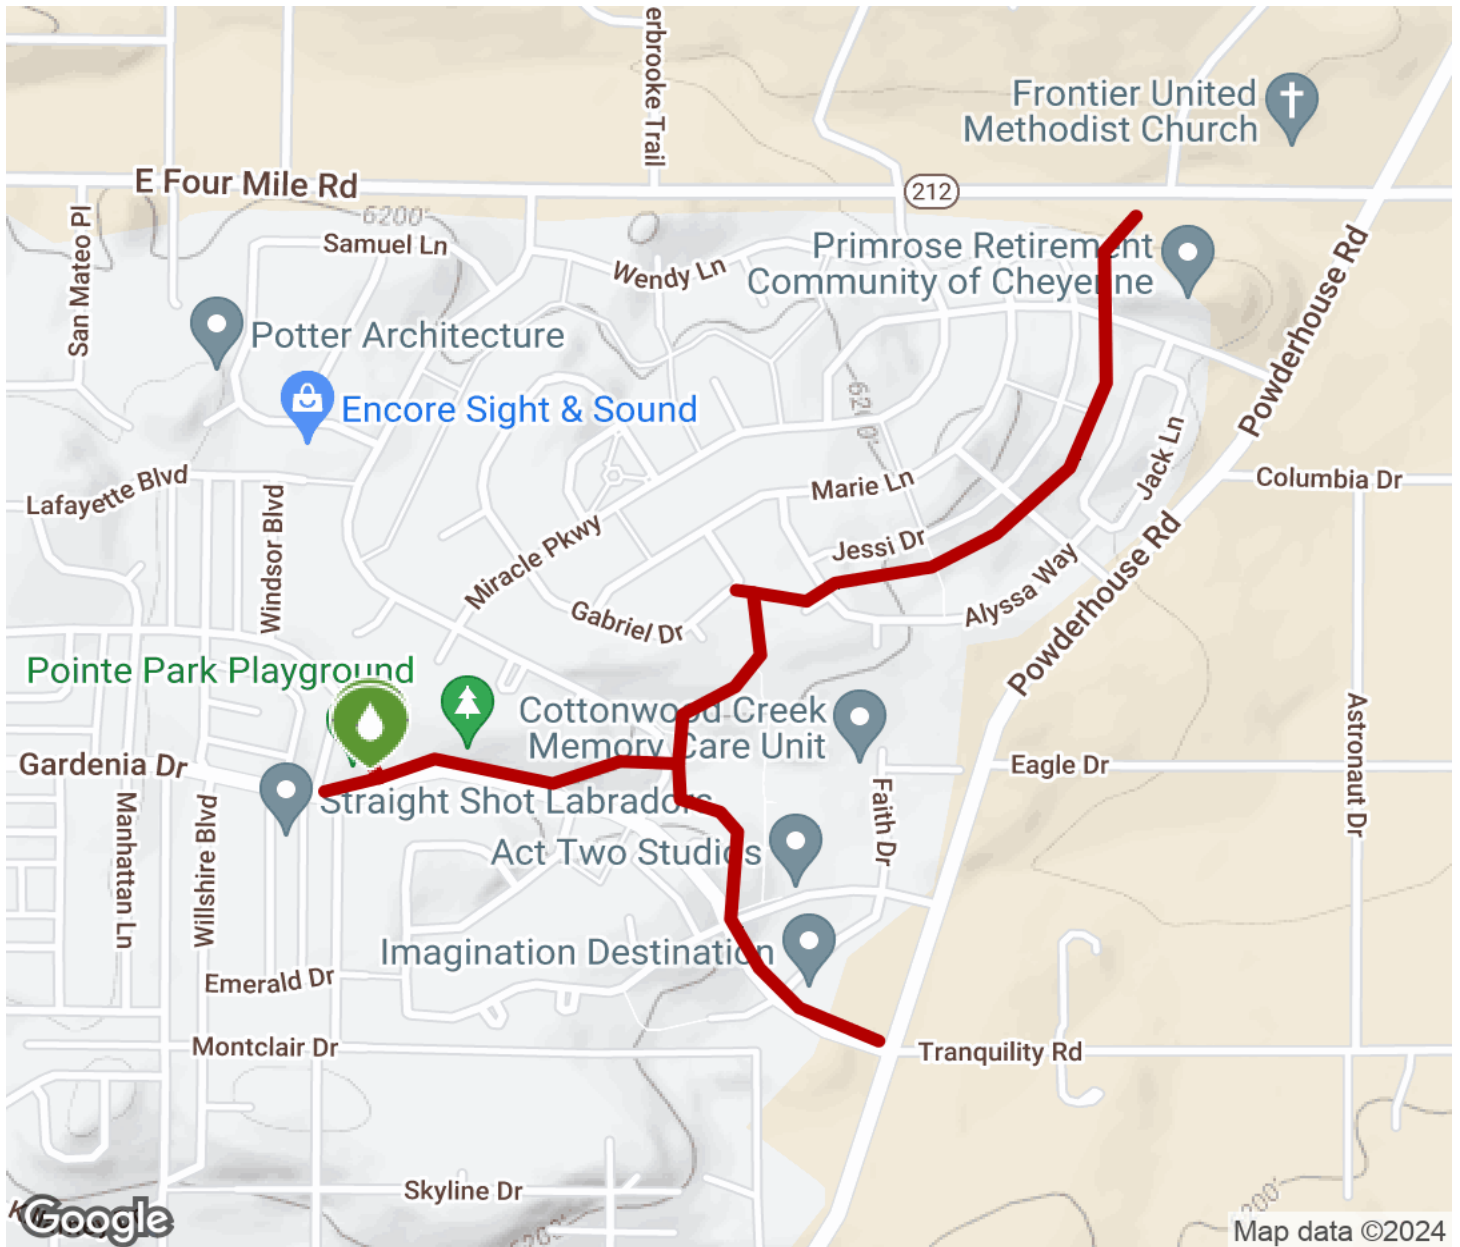 erbrooke Trail
Frontier United
Methodist Church
E Four Mile Rd
212
6200'
San Mateo Pl
Samuel Ln
Wendy Ln
Primrose Retirement
Community of Cheyenne
Powderhouse Rd
Potter Architecture
Encore Sight & Sound
6200'
Jack Ln
Lafayette Blvd
Windsor Blvd
Marie Ln
Columbia Dr
Miracle Pkwy
Jessi Dr
Powderhouse Rd
Alyssa Way
Gabriel Dr
Pointe Park Playground
Cottonwood Creek
Memory Care Unit
Astronaut Dr
Gardenia Dr
Eagle Dr
Manhattan Ln
Willshire Blvd
Straight Shot Labradors
Faith Dr
Act Two Studios
Imagination Destination
Emerald Dr
Montclair Dr
Tranquility Rd
Skyline Dr
6200'
Google
Map data ©2024